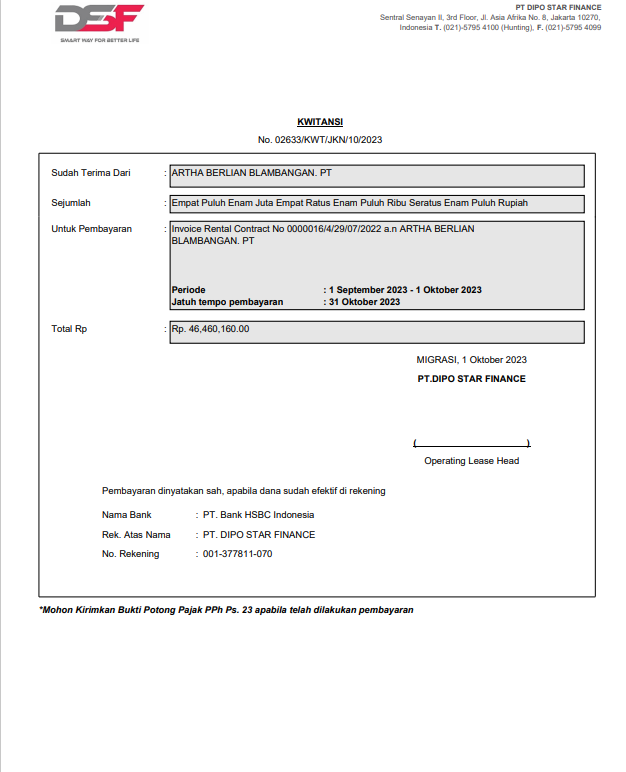 DSF
SMART WAY FOR BETTER LIFE
PT DIPO STAR FINANCE
Sentral Senayan II, 3rd Floor, Jl. Asia Afrika No. 8, Jakarta 10270,
Indonesia T. (021)-5795 4100 (Hunting), F. (021)-5795 4099
KWITANSI
No. 02633/KWT/JKN/10/2023
Sudah Terima Dari : ARTHA BERLIAN BLAMBANGAN. PT
Sejumlah : Empat Puluh Enam Juta Empat Ratus Enam Puluh Ribu Seratus Enam Puluh Rupiah
Untuk Pembayaran : Invoice Rental Contract No 0000016/4/29/07/2022 a.n ARTHA BERLIAN
BLAMBANGAN. PT
Periode : 1 September 2023 - 1 Oktober 2023
Jatuh tempo pembayaran : 31 Oktober 2023
Total Rp : Rp. 46,460,160.00
MIGRASI, 1 Oktober 2023
PT.DIPO STAR FINANCE
( )
Operating Lease Head
Pembayaran dinyatakan sah, apabila dana sudah efektif di rekening
Nama Bank : PT. Bank HSBC Indonesia
Rek. Atas Nama : PT. DIPO STAR FINANCE
No. Rekening : 001-377811-070
*Mohon Kirimkan Bukti Potong Pajak PPh Ps. 23 apabila telah dilakukan pembayaran